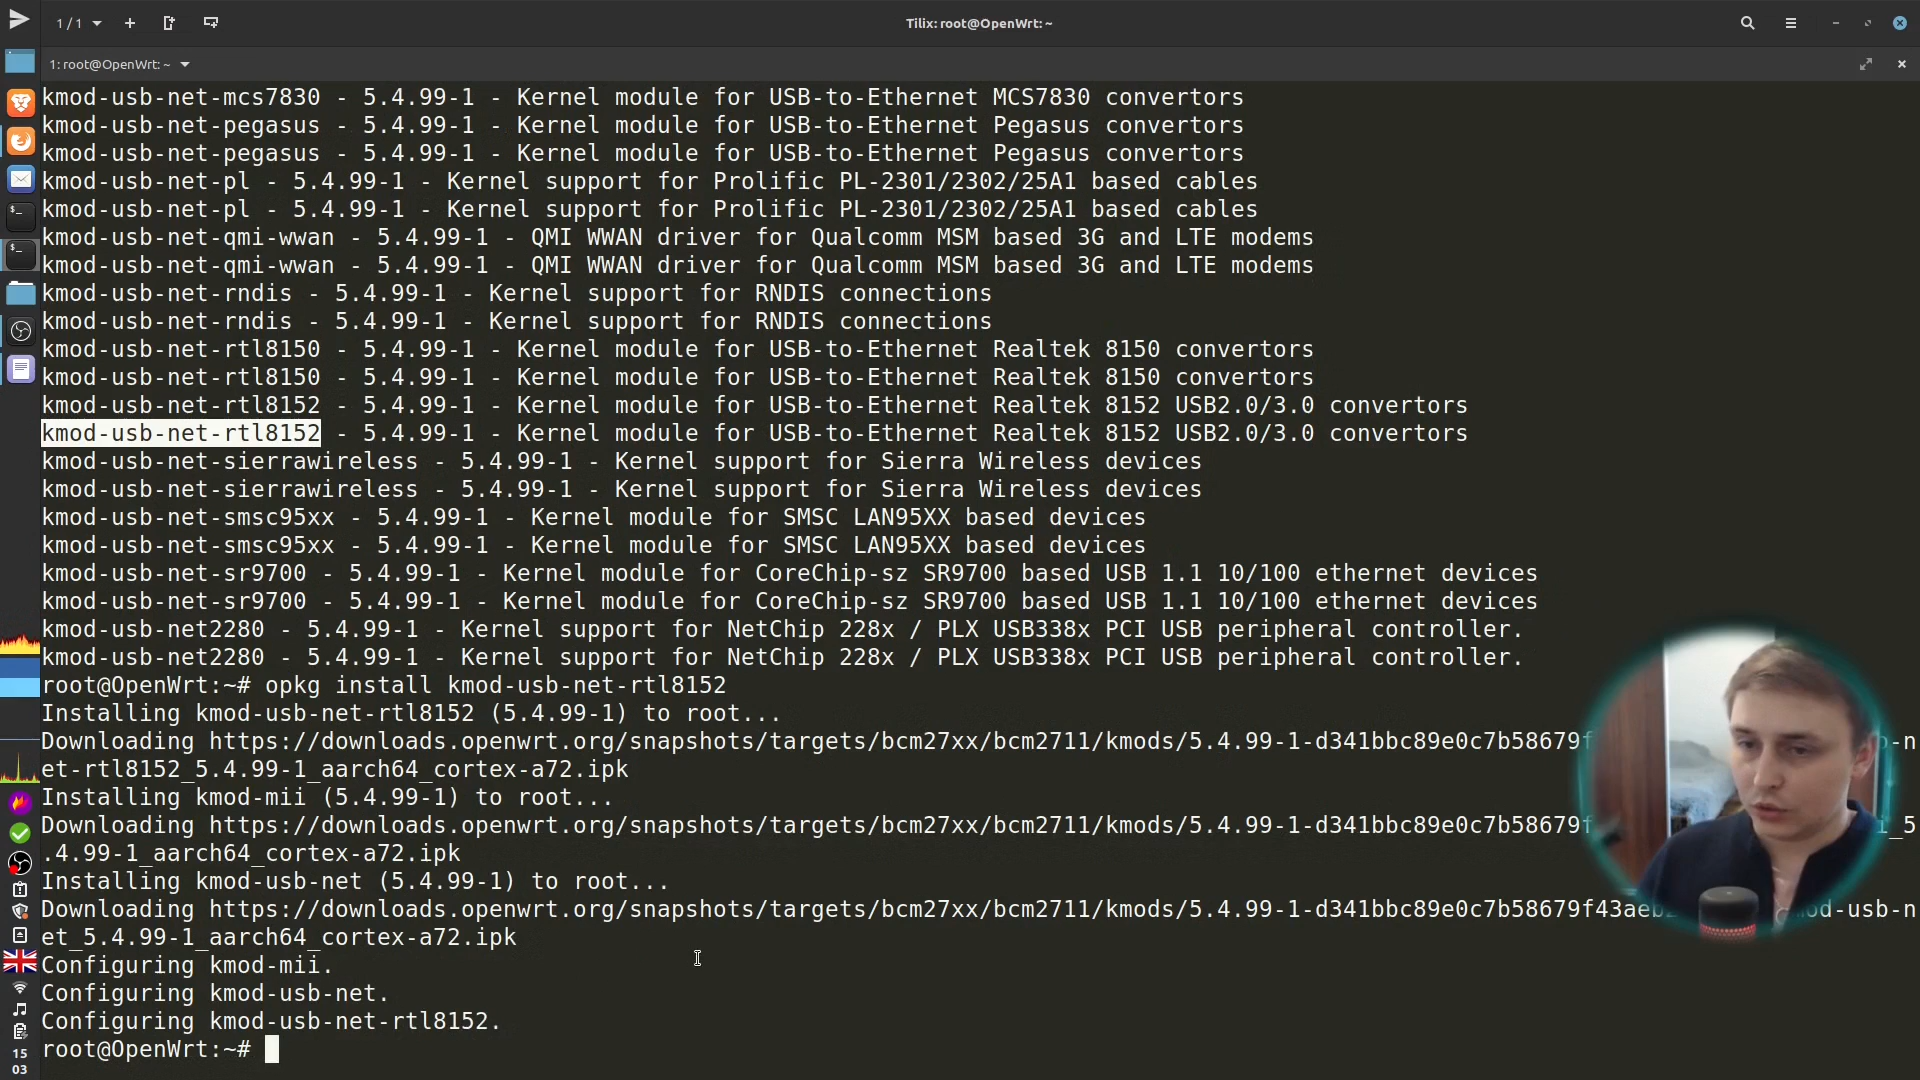 1 / 1
Tilix: root@OpenWrt: ~
1: root@OpenWrt: ~
kmod-usb-net-mcs7830 - 5.4.99-1 - Kernel module for USB-to-Ethernet MCS7830 convertors
kmod-usb-net-pegasus - 5.4.99-1 - Kernel module for USB-to-Ethernet Pegasus convertors
kmod-usb-net-pegasus - 5.4.99-1 - Kernel module for USB-to-Ethernet Pegasus convertors
kmod-usb-net-pl - 5.4.99-1 - Kernel support for Prolific PL-2301/2302/25A1 based cables
kmod-usb-net-pl - 5.4.99-1 - Kernel support for Prolific PL-2301/2302/25A1 based cables
kmod-usb-net-qmi-wwan - 5.4.99-1 - QMI WWAN driver for Qualcomm MSM based 3G and LTE modems
kmod-usb-net-qmi-wwan - 5.4.99-1 - QMI WWAN driver for Qualcomm MSM based 3G and LTE modems
kmod-usb-net-rndis - 5.4.99-1 - Kernel support for RNDIS connections
kmod-usb-net-rndis - 5.4.99-1 - Kernel support for RNDIS connections
kmod-usb-net-rtl8150 - 5.4.99-1 - Kernel module for USB-to-Ethernet Realtek 8150 convertors
kmod-usb-net-rtl8150 - 5.4.99-1 - Kernel module for USB-to-Ethernet Realtek 8150 convertors
kmod-usb-net-rtl8152 - 5.4.99-1 - Kernel module for USB-to-Ethernet Realtek 8152 USB2.0/3.0 convertors
kmod-usb-net-rtl8152 - 5.4.99-1 - Kernel module for USB-to-Ethernet Realtek 8152 USB2.0/3.0 convertors
kmod-usb-net-sierrawireless - 5.4.99-1 - Kernel support for Sierra Wireless devices
kmod-usb-net-sierrawireless - 5.4.99-1 - Kernel support for Sierra Wireless devices
kmod-usb-net-smsc95xx - 5.4.99-1 - Kernel module for SMSC LAN95XX based devices
kmod-usb-net-smsc95xx - 5.4.99-1 - Kernel module for SMSC LAN95XX based devices
kmod-usb-net-sr9700 - 5.4.99-1 - Kernel module for CoreChip-sz SR9700 based USB 1.1 10/100 ethernet devices
kmod-usb-net-sr9700 - 5.4.99-1 - Kernel module for CoreChip-sz SR9700 based USB 1.1 10/100 ethernet devices
kmod-usb-net2280 - 5.4.99-1 - Kernel support for NetChip 228x / PLX USB338x PCI USB peripheral controller.
kmod-usb-net2280 - 5.4.99-1 - Kernel support for NetChip 228x / PLX USB338x PCI USB peripheral controller.
root@OpenWrt:~# opkg install kmod-usb-net-rtl8152
Installing kmod-usb-net-rtl8152 (5.4.99-1) to root...
Downloading https://downloads.openwrt.org/snapshots/targets/bcm27xx/bcm2711/kmods/5.4.99-1-d341bbc89e0c7b58679f b-n
et-rtl8152_5.4.99-1_aarch64_cortex-a72.ipk
Installing kmod-mii (5.4.99-1) to root...
Downloading https://downloads.openwrt.org/snapshots/targets/bcm27xx/bcm2711/kmods/5.4.99-1-d341bbc89e0c7b58679f i_5
.4.99-1_aarch64_cortex-a72.ipk
Installing kmod-usb-net (5.4.99-1) to root...
Downloading https://downloads.openwrt.org/snapshots/targets/bcm27xx/bcm2711/kmods/5.4.99-1-d341bbc89e0c7b58679f43aeb2 mod-usb-n
et_5.4.99-1_aarch64_cortex-a72.ipk
Configuring kmod-mii.
Configuring kmod-usb-net.
Configuring kmod-usb-net-rtl8152.
root@OpenWrt:~#
15
03